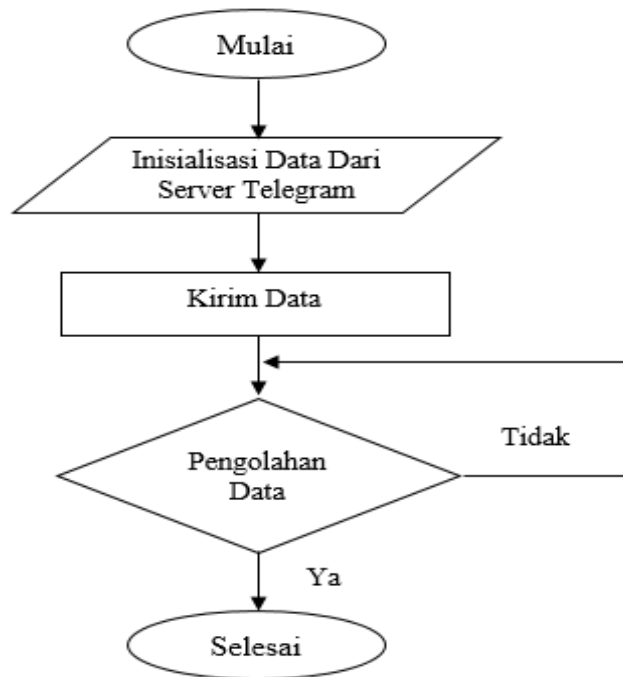 Mulai
Inisialisasi Data Dari
Server Telegram
Kirim Data
Tidak
Pengolahan
Data
Ya
Selesai